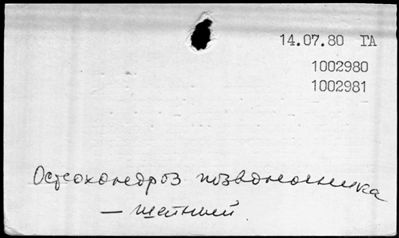 14.07.80 ГА
1002980
1002981
Остеохондроз позвоночника
— шейный.